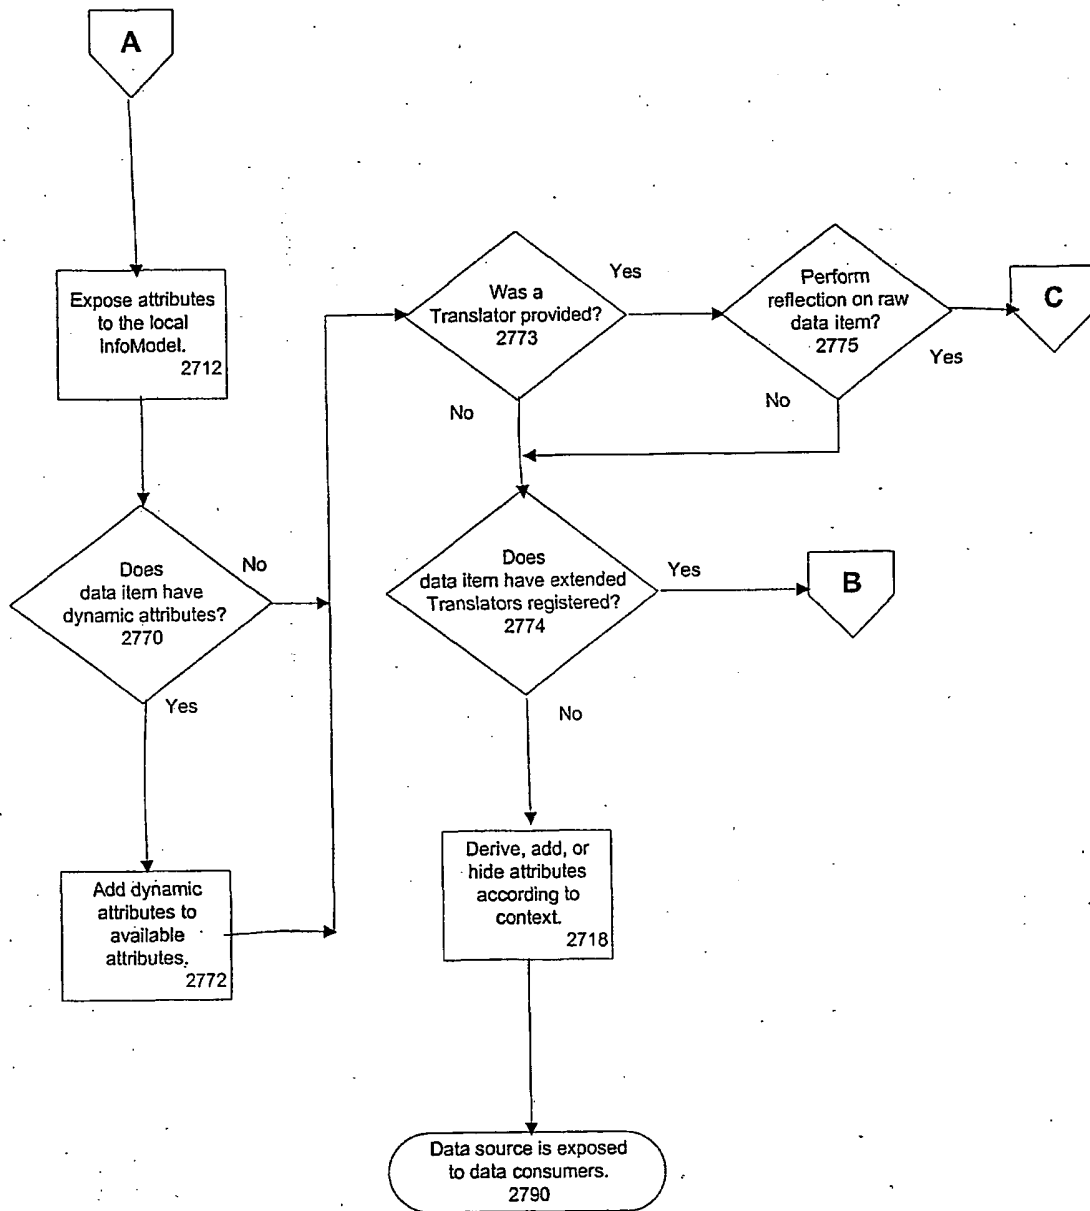 A
Expose attributes
to the local
InfoModel.
2712
Does
data item have
dynamic attributes?
2770
No
Yes
Add dynamic
attributes to
available
attributes.
2772
Was a
Translator provided?
2773
Yes
No
Perform
reflection on raw
data item?
2775
Yes
No
C
Does
data item have extended
Translators registered?
2774
Yes
B
No
Derive, add, or
hide attributes
according to
context.
2718
Data source is exposed
to data consumers.
2790